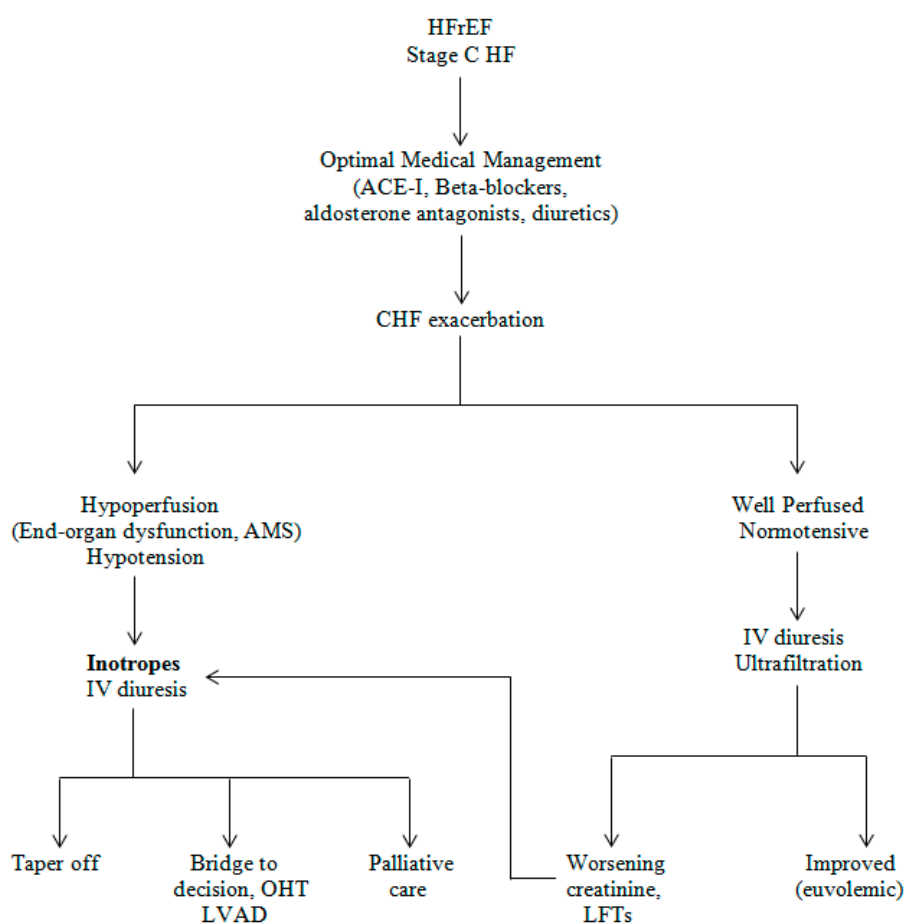 HFrEF
Stage C HF
Optimal Medical Management
(ACE-I, Beta-blockers,
aldosterone antagonists, diuretics)
CHF exacerbation
Hypoperfusion
(End-organ dysfunction, AMS)
Hypotension
Well Perfused
Normotensive
Inotropes
IV diuresis
IV diuresis
Ultrafiltration
Taper off
Bridge to
decision, OHT
LVAD
Palliative
care
Worsening
creatinine,
LFTs
Improved
(euvolemic)